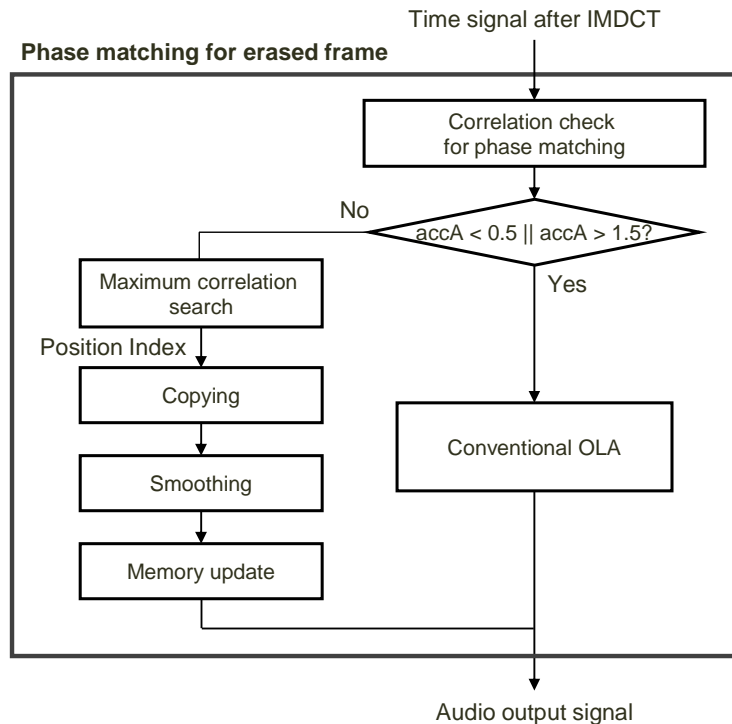 Time signal after IMDCT
Phase matching for erased frame
Correlation check
for phase matching
No
accA < 0.5 || accA > 1.5?
Yes
Maximum correlation
search
Position Index
Copying
Conventional OLA
Smoothing
Memory update
Audio output signal